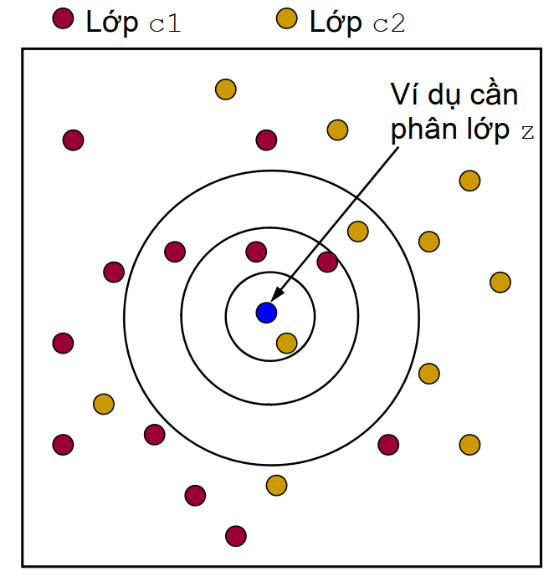 Lớp c1 Lớp c2
Ví dụ cần
phân lớp z